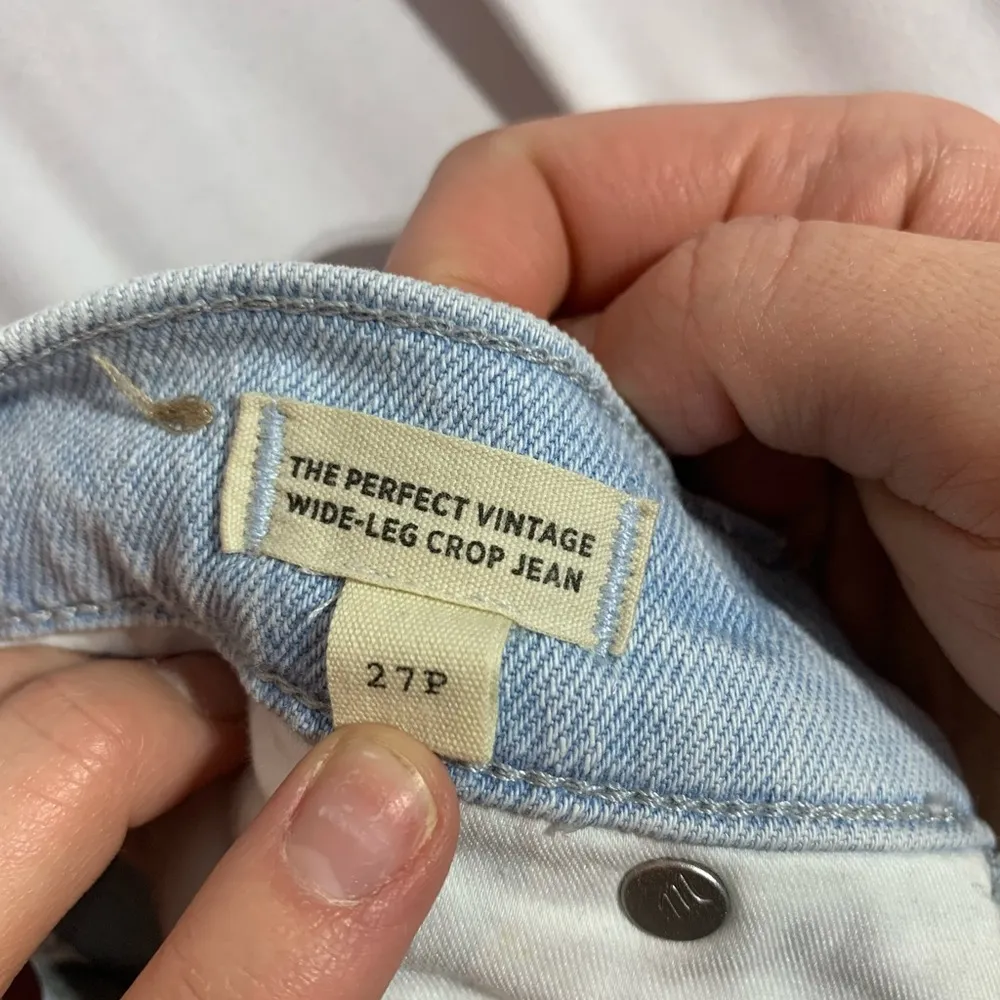 THE PERFECT VINTAGE
WIDE-LEG CROP JEAN
27P
m